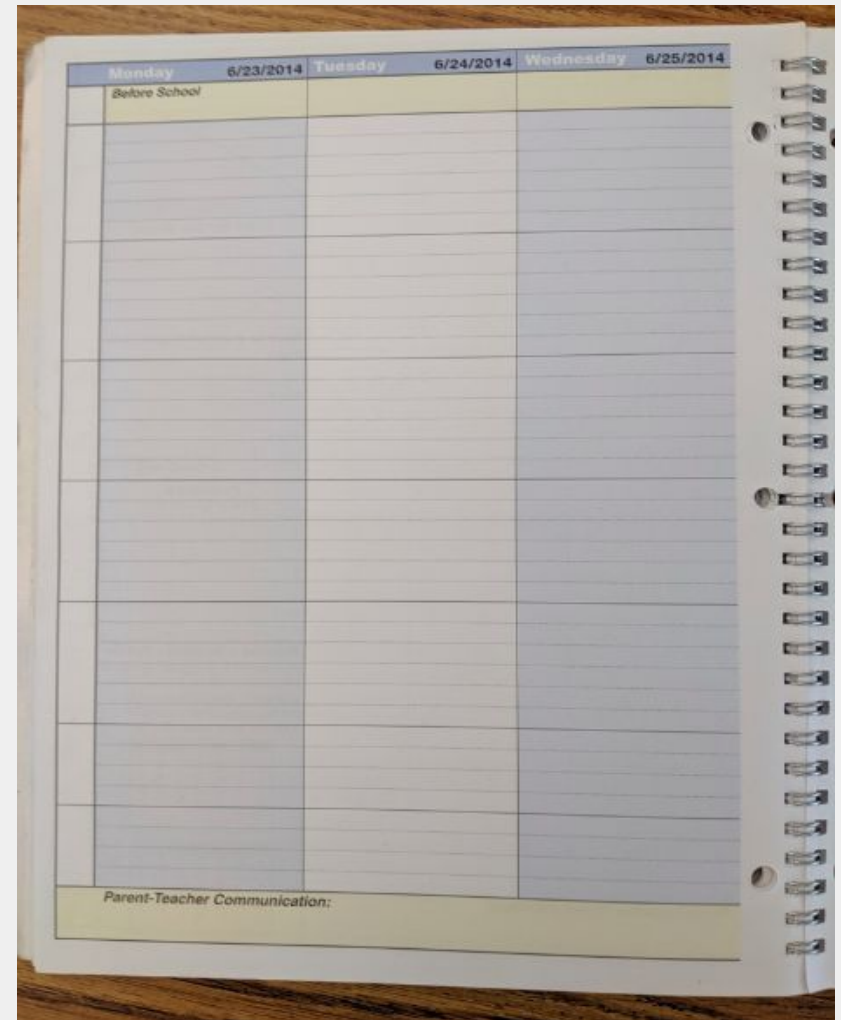 Monday 6/23/2014 Tuesday 6/24/2014 Wednesday 6/25/2014
Before School
Parent-Teacher Communication: